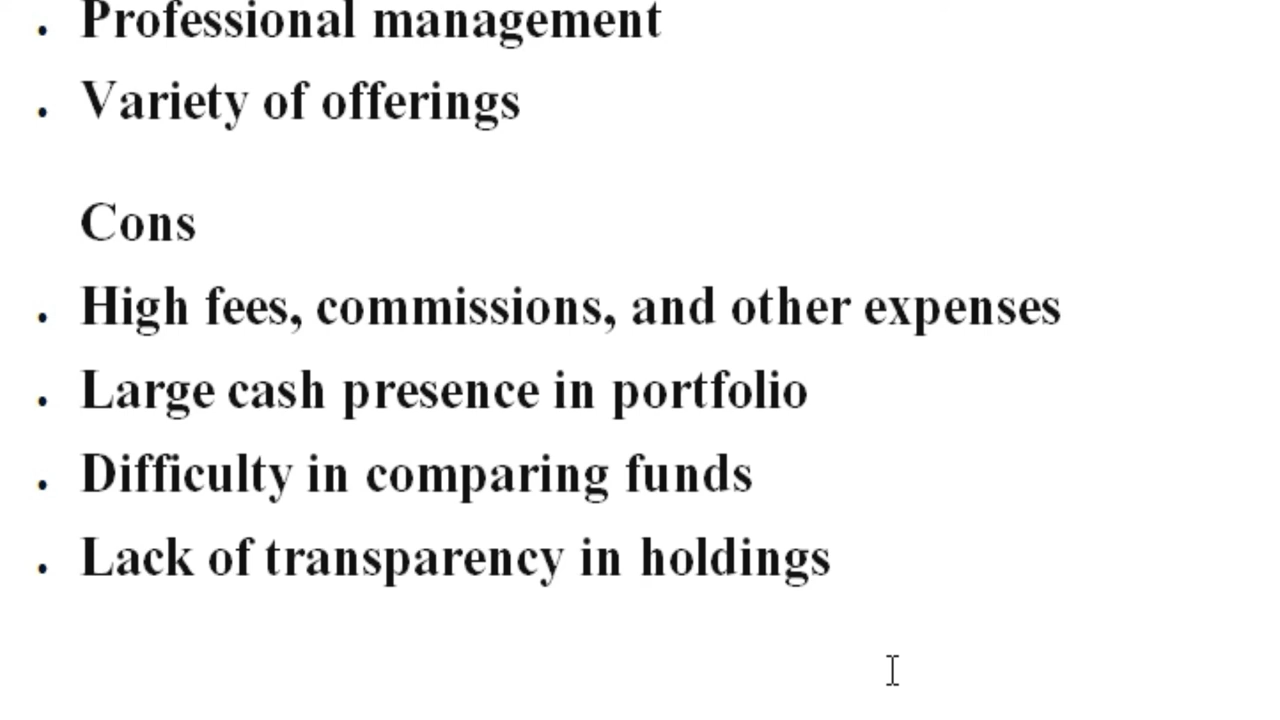 . Professional management
. Variety of offerings
Cons
. High fees, commissions, and other expenses
. Large cash presence in portfolio
. Difficulty in comparing funds
. Lack of transparency in holdings